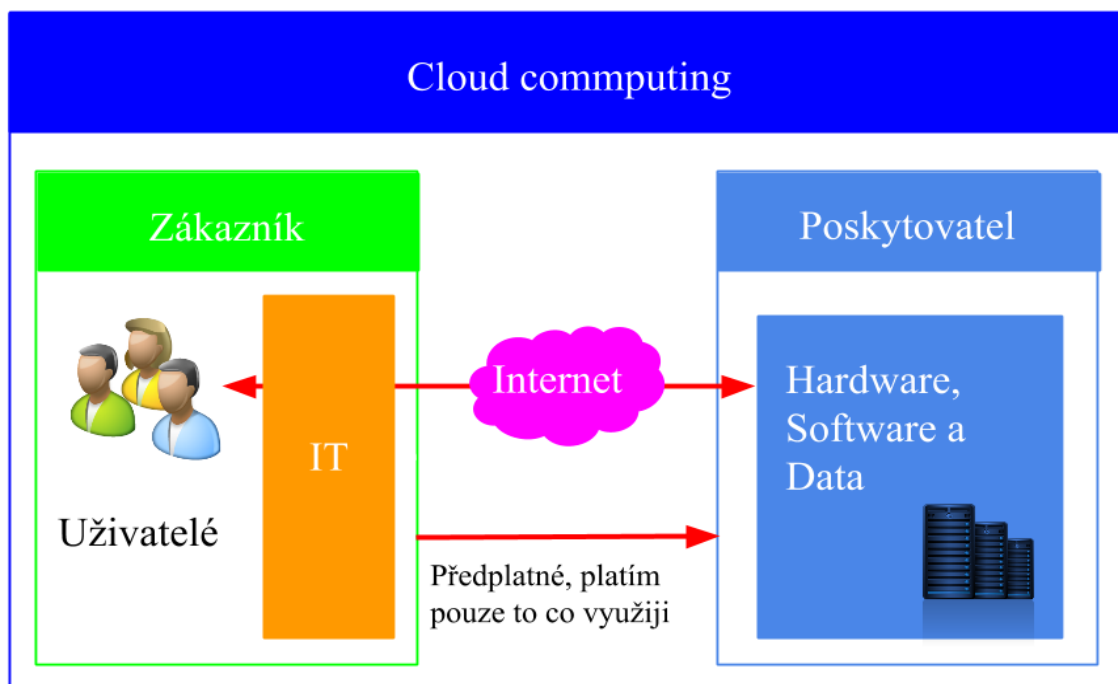 Cloud commputing
Zákazník
Poskytovatel
Internet
Hardware,
Software a
Data
IT
Uživatelé
Předplatné, platím
pouze to co využiji